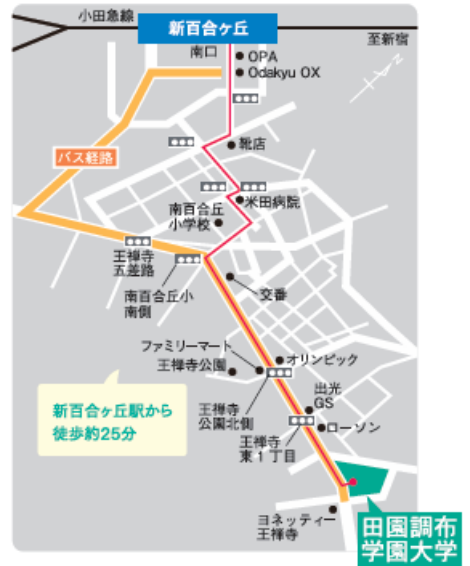 小田急線
新百合ヶ丘
至新宿
南口
OPA
Odakyu OX
靴店
バス経路
米田病院
南百合丘
小学校
王禅寺
五差路
南百合丘小
南側
交番
ファミリーマート
オリンピック
王禅寺公園
出光
GS
王禅寺
公園北側
ローソン
王禅寺
東1丁目
新百合ヶ丘駅から
徒歩約25分
ヨネッティー
王禅寺
田園調布
学園大学